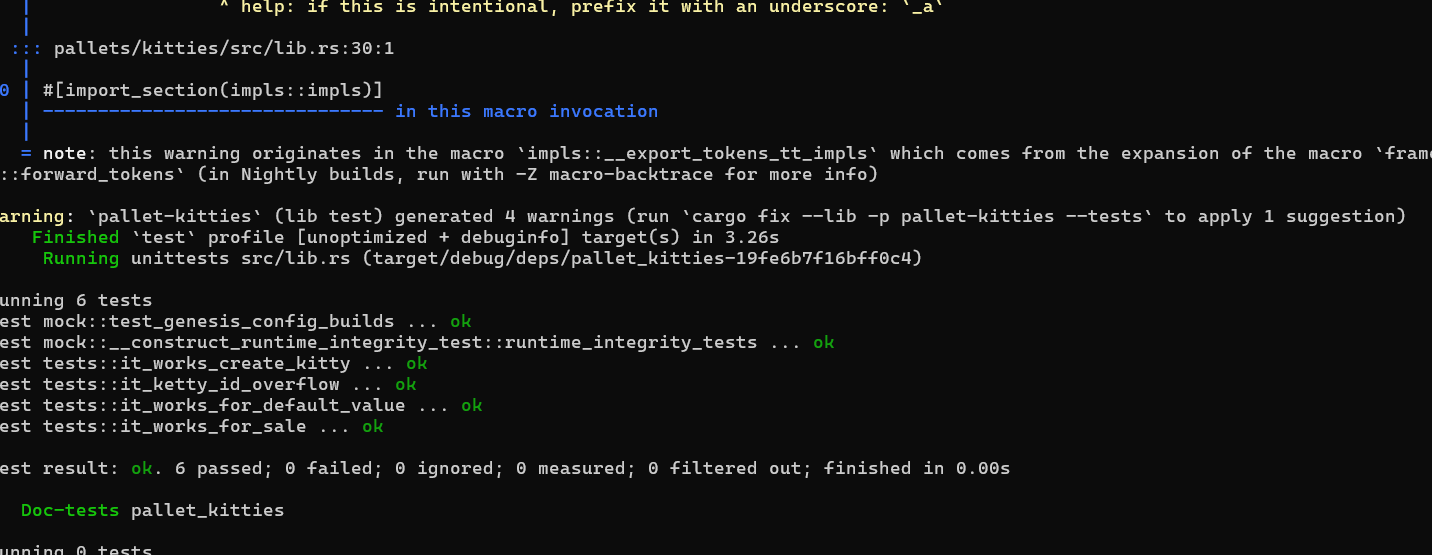 ^ help: if this is intentional, prefix it with an underscore: `_a`
|
::: pallets/kitties/src/lib.rs:30:1
|
0 | #[import_section(impls::impls)]
| -------------------------------- in this macro invocation
|
= note: this warning originates in the macro `impls::__export_tokens_tt_impls` which comes from the expansion of the macro `fram
::forward_tokens` (in Nightly builds, run with -Z macro-backtrace for more info)
arning: `pallet-kitties` (lib test) generated 4 warnings (run `cargo fix --lib -p pallet-kitties --tests` to apply 1 suggestion)
Finished `test` profile [unoptimized + debuginfo] target(s) in 3.26s
Running unittests src/lib.rs (target/debug/deps/pallet_kitties-19fe6b7f16bff0c4)
unning 6 tests
est mock::test_genesis_config_builds ... ok
est mock::__construct_runtime_integrity_test::runtime_integrity_tests ... ok
est tests::it_works_create_kitty ... ok
est tests::it_ketty_id_overflow ... ok
est tests::it_works_for_default_value ... ok
est tests::it_works_for_sale ... ok
est result: ok. 6 passed; 0 failed; 0 ignored; 0 measured; 0 filtered out; finished in 0.00s
Doc-tests pallet_kitties
unning 0 tests